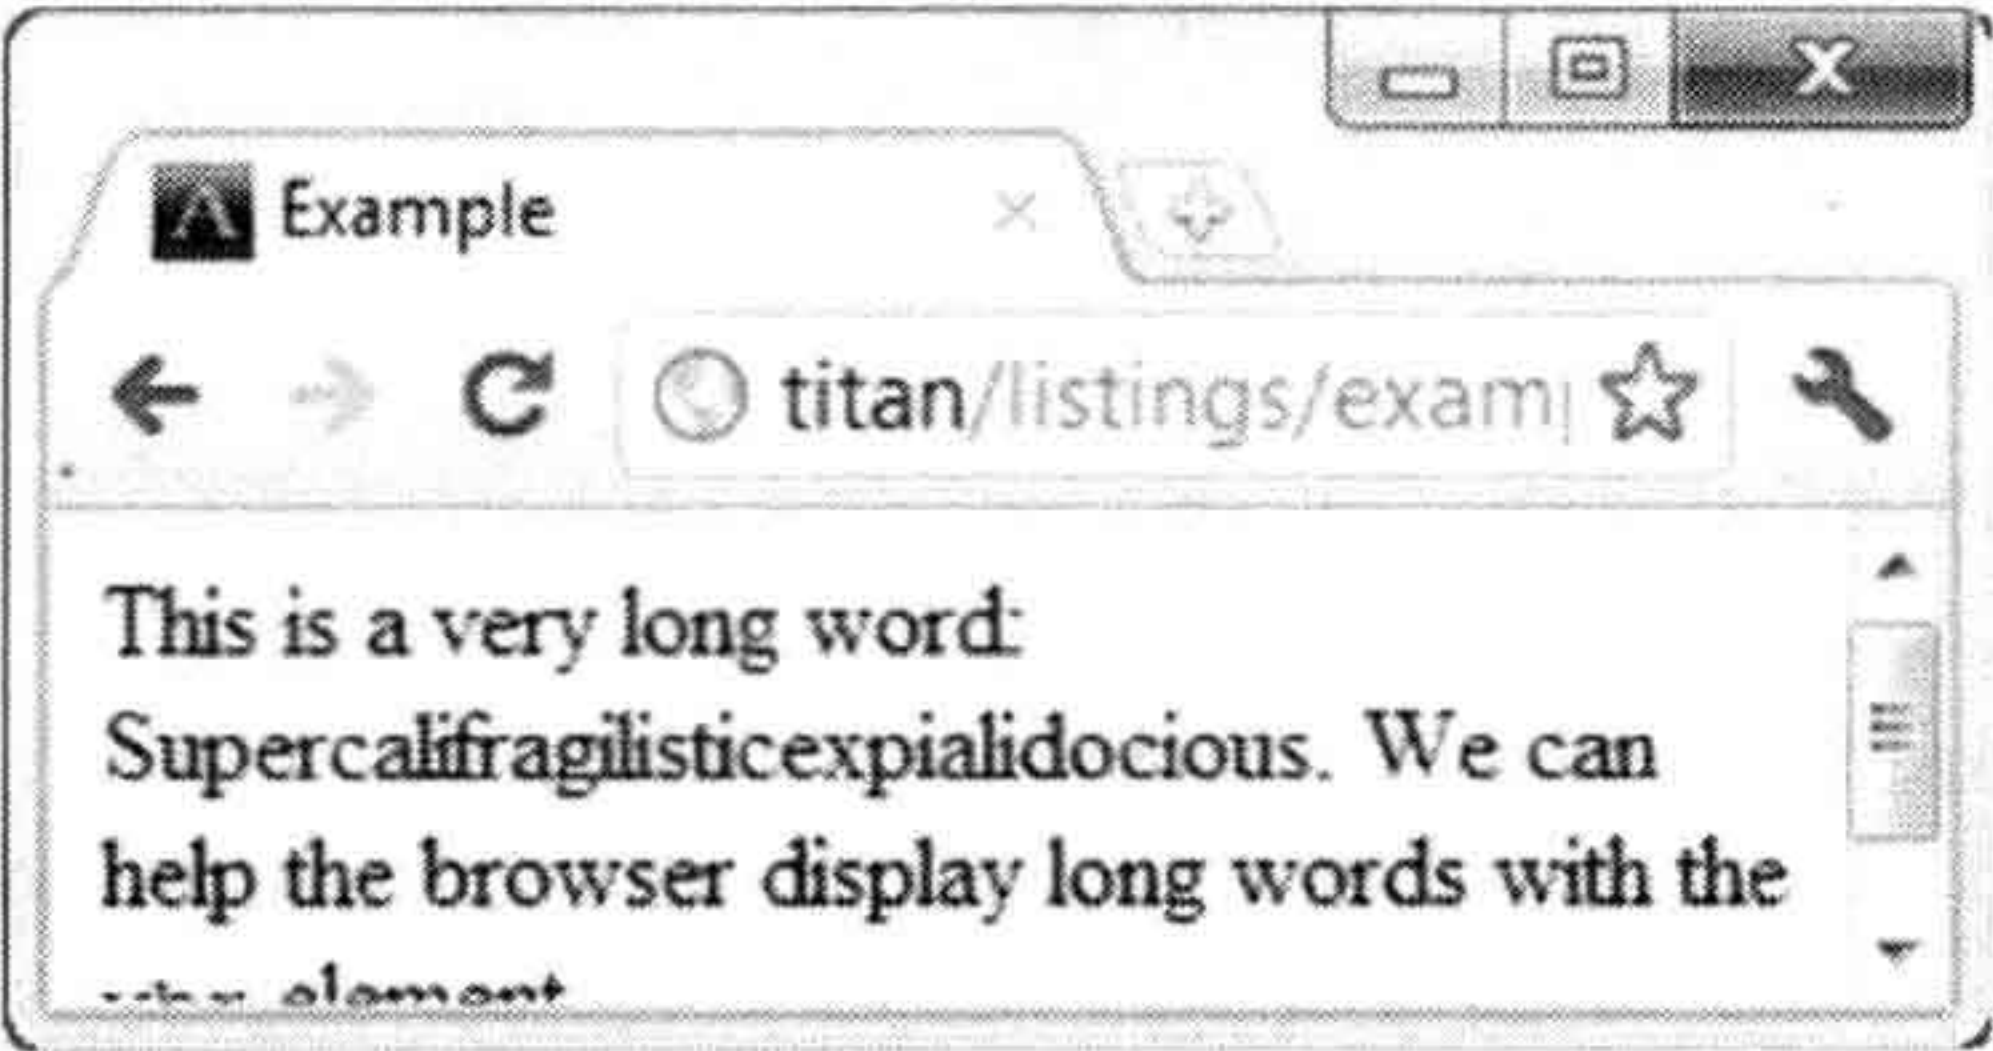 Example
titan/listings/exam
This is a very long word:
Supercalifragilisticexpialidocious. We can
help the browser display long words with the
element